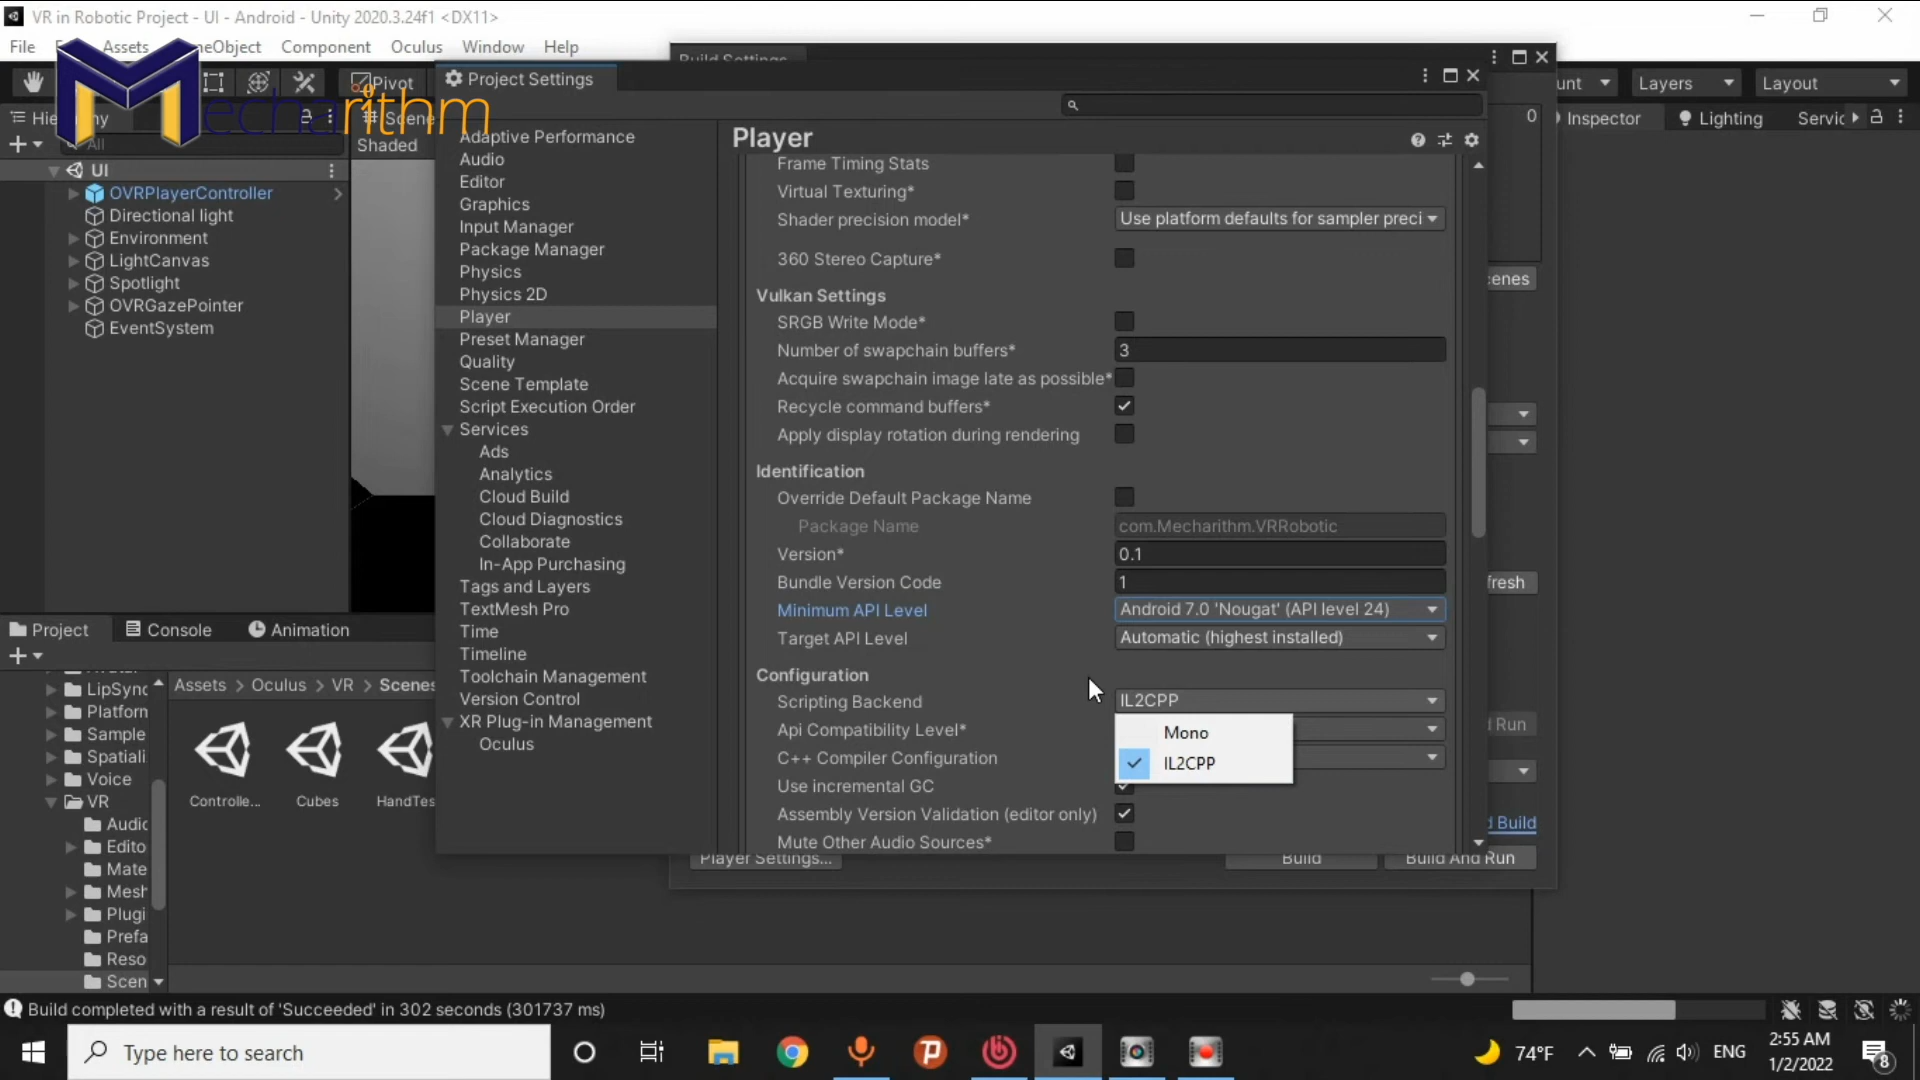 VR in Robotic Project - UI - Android - Unity 2020.3.24f1 <DX11>
File
Assets
Component
Oculus
Window
Help
Mecharithm
Pivot
Layers
Layout
Build Settings
Project Settings
Scene
Shaded
All
UI
OVRPlayerController
Directional light
Environment
LightCanvas
Spotlight
OVRGazePointer
EventSystem
Adaptive Performance
Audio
Editor
Graphics
Input Manager
Package Manager
Physics
Physics 2D
Player
Preset Manager
Quality
Scene Template
Script Execution Order
Services
Ads
Analytics
Cloud Build
Cloud Diagnostics
Collaborate
In-App Purchasing
Tags and Layers
TextMesh Pro
Time
Timeline
Toolchain Management
Version Control
XR Plug-in Management
Oculus
Player
Frame Timing Stats
Virtual Texturing*
Shader precision model* Use platform defaults for sampler preci
360 Stereo Capture*
Vulkan Settings
SRGB Write Mode*
Number of swapchain buffers* 3
Acquire swapchain image late as possible*
Recycle command buffers*
Apply display rotation during rendering
Identification
Override Default Package Name
Package Name com.Mecharithm.VRRobotic
Version* 0.1
Bundle Version Code 1
Minimum API Level Android 7.0 'Nougat' (API level 24)
Target API Level Automatic (highest installed)
Configuration
Scripting Backend IL2CPP
Mono
IL2CPP
Api Compatibility Level*
C++ Compiler Configuration
Use incremental GC
Assembly Version Validation (editor only)
Mute Other Audio Sources*
Inspector
Lighting
Servic
0
enes
fresh
d Run
d Build
Player Settings...
Build
Build And Run
Project
Console
Animation
LipSync
Platform
Sample
Spatiali
Voice
VR
Audio
Edito
Mate
Mesh
Plugi
Prefa
Reso
Scen
Assets > Oculus > VR > Scenes
Controlle...
Cubes
HandTes
Build completed with a result of 'Succeeded' in 302 seconds (301737 ms)
Type here to search
74°F
ENG
2:55 AM
1/2/2022
8